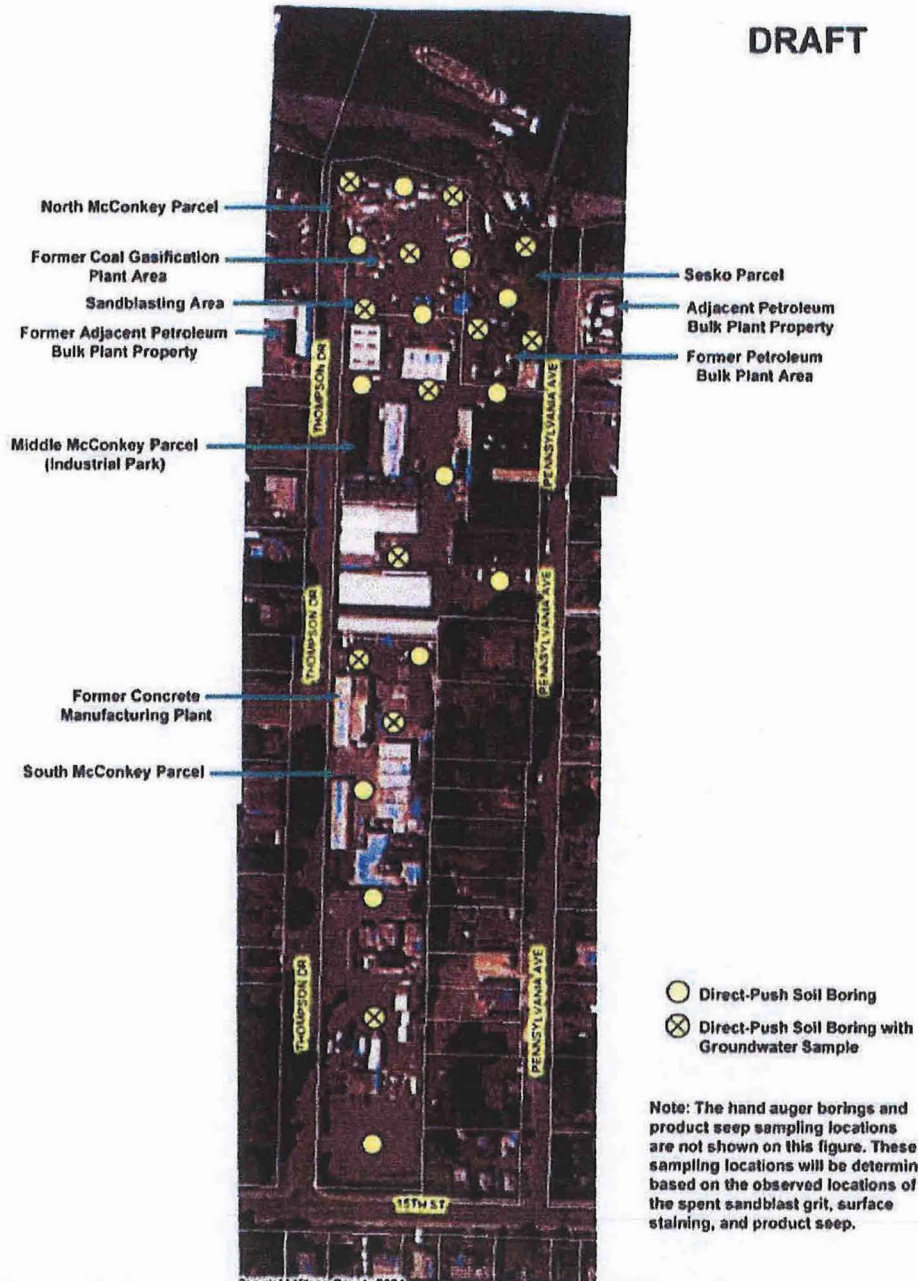 DRAFT
North McConkey Parcel
Former Coal Gasification
Plant Area
Sandblasting Area
Former Adjacent Petroleum
Bulk Plant Property
Middle McConkey Parcel
(Industrial Park)
Former Concrete
Manufacturing Plant
South McConkey Parcel
Sesko Parcel
Adjacent Petroleum
Bulk Plant Property
Former Petroleum
Bulk Plant Area
THOMPSON DR
THOMPSON DR
THOMPSON DR
PENNSYLVANIA AVE
PENNSYLVANIA AVE
PENNSYLVANIA AVE
15TH ST
Direct-Push Soil Boring
Direct-Push Soil Boring with
Groundwater Sample
Note: The hand auger borings and
product seep sampling locations
are not shown on this figure. These
sampling locations will be determin
based on the observed locations of
the spent sandblast grit, surface
staining, and product seep.